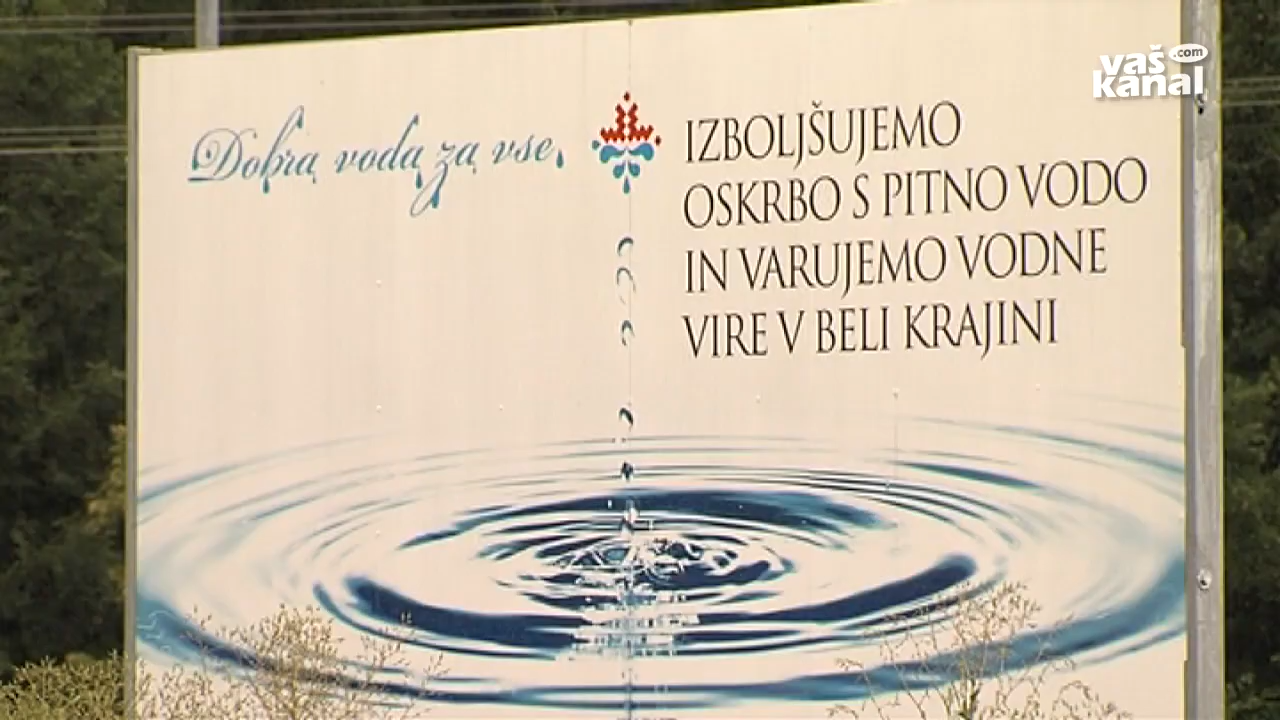 vaš
.com
kanal
Dobra voda za vse
IZBOLJŠUJEMO
OSKRBO S PITNO VODO
IN VARUJEMO VODNE
VIRE V BELI KRAJINI